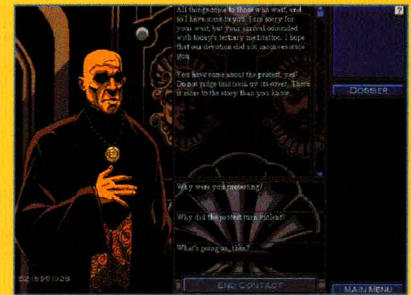 All things come to those who wait, and
so I have come to you. I am sorry for
your wait, but your arrival coincided
with today's tertiary meditation. I hope
that our devotion did not inconvenience
you.
You have come about the protest, yes?
Do not judge this book by its cover. There
is more to the story than you know.
Why were you protesting?
Why did the protest turn violent?
What's going on, then?
END CONTACT
?
DOSSIER
MAIN MENU